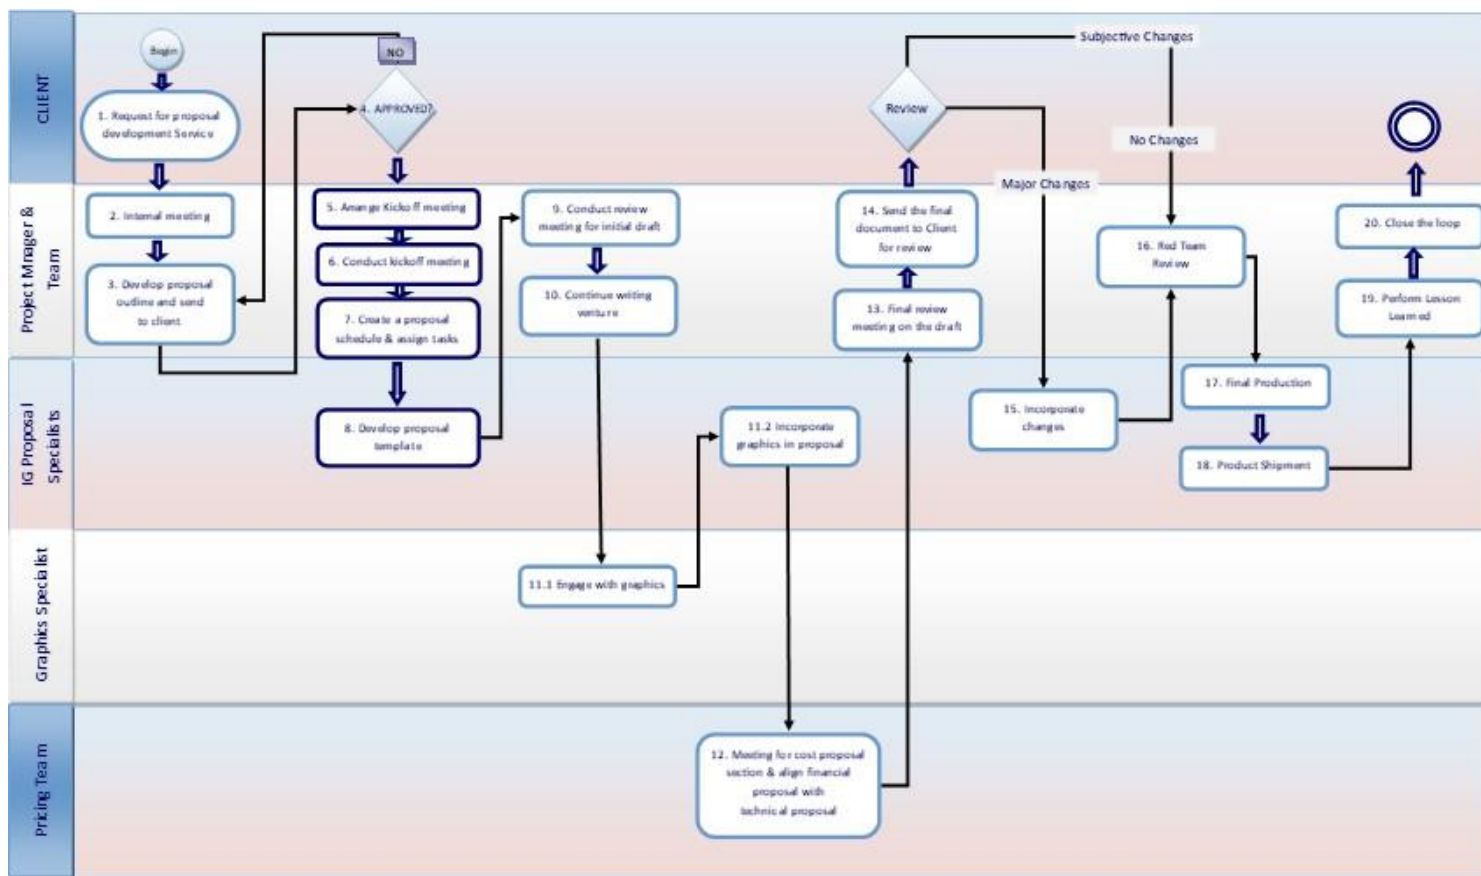 CLIENT
Begin
1. Request for proposal
development Service
NO
4. APPROVED?
Review
Subjective Changes
No Changes
Major Changes
Project Mnager &
Team
2. Internal meeting
3. Develop proposal
outline and send
to client
5. Arrange Kickoff meeting
6. Conduct kickoff meeting
7. Create a proposal
schedule & assign tasks
9. Conduct review
meeting for initial draft
10. Continue writing
venture
14. Send the final
document to Client
for review
13. Final review
meeting on the draft
16. Red Team
Review
20. Close the loop
19. Perform Lesson
Learned
IG Proposal
Specialists
8. Develop proposal
template
11.2 Incorporate
graphics in proposal
15. Incorporate
changes
17. Final Production
18. Product Shipment
Graphics Specialist
11.1 Engage with graphics
Pricing Team
12. Meeting for cost proposal
section & align financial
proposal with
technical proposal